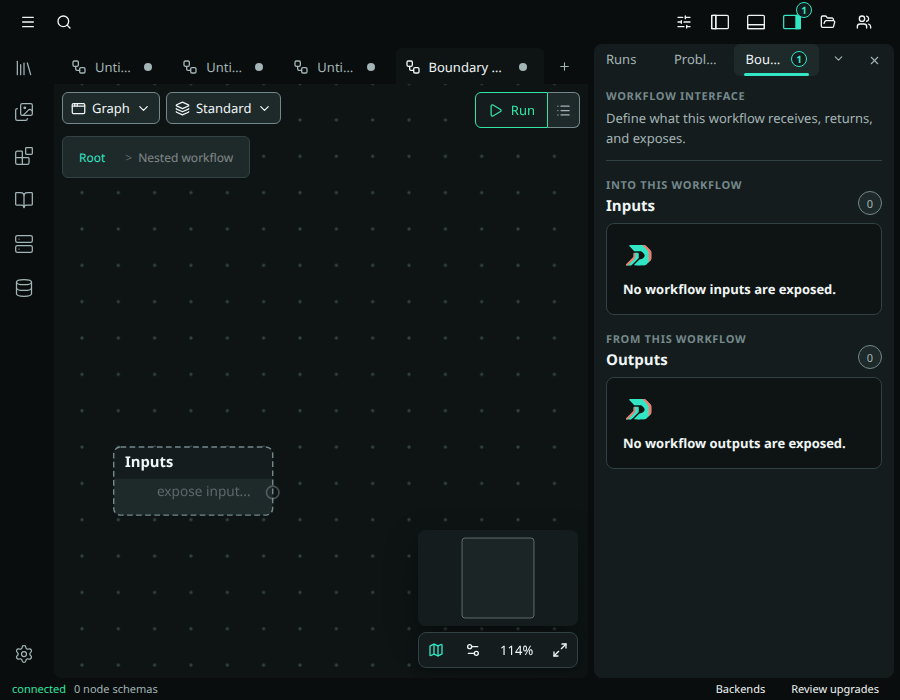 1
Unti...
Unti...
Unti...
Boundary ...
Runs
Probl...
Bou...
1
Graph
Standard
Run
Root > Nested workflow
WORKFLOW INTERFACE
Define what this workflow receives, returns,
and exposes.
INTO THIS WORKFLOW
Inputs
0
No workflow inputs are exposed.
FROM THIS WORKFLOW
Outputs
0
No workflow outputs are exposed.
Inputs
expose input...
114%
connected
0 node schemas
Backends
Review upgrades